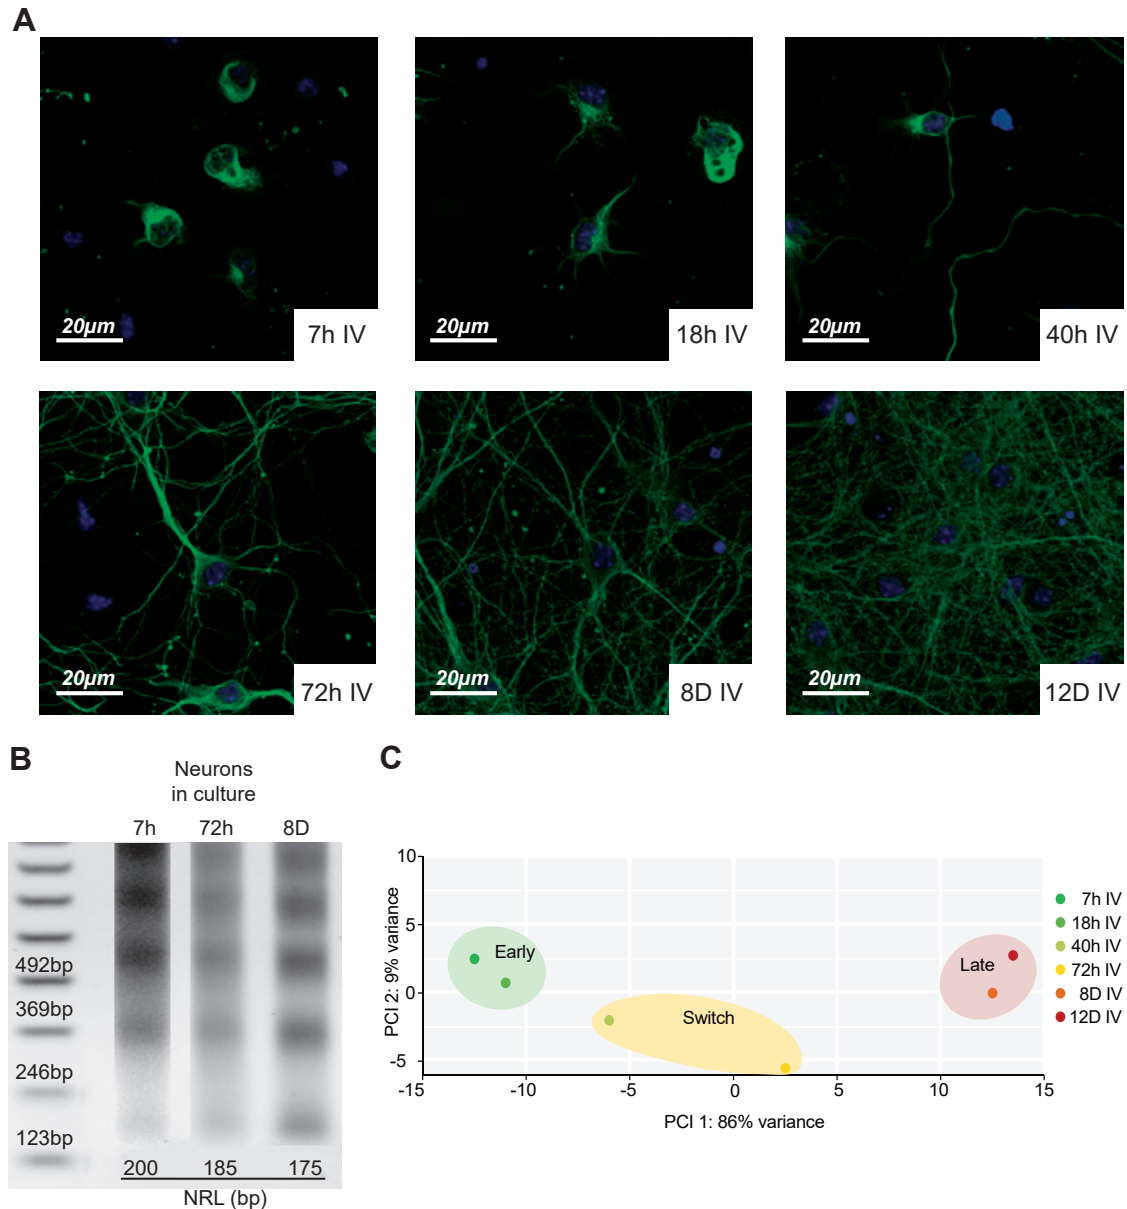 A
20µm
7h IV
20µm
18h IV
20µm
40h IV
20µm
72h IV
20µm
8D IV
20µm
12D IV
B
Neurons
in culture
7h
72h
8D
492bp
369bp
246bp
123bp
200
185
175
NRL (bp)
C
PCI 2: 9% variance
10
5
0
-5
-15
-10
-5
0
5
10
15
PCI 1: 86% variance
Early
Switch
Late
7h IV
18h IV
40h IV
72h IV
8D IV
12D IV